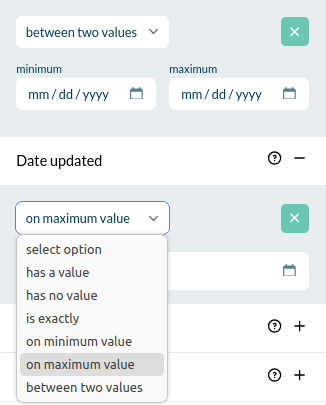 between two values
minimum maximum
mm / dd / yyyy mm / dd / yyyy
Date updated
on maximum value
select option
has a value
has no value
is exactly
on minimum value
on maximum value
between two values